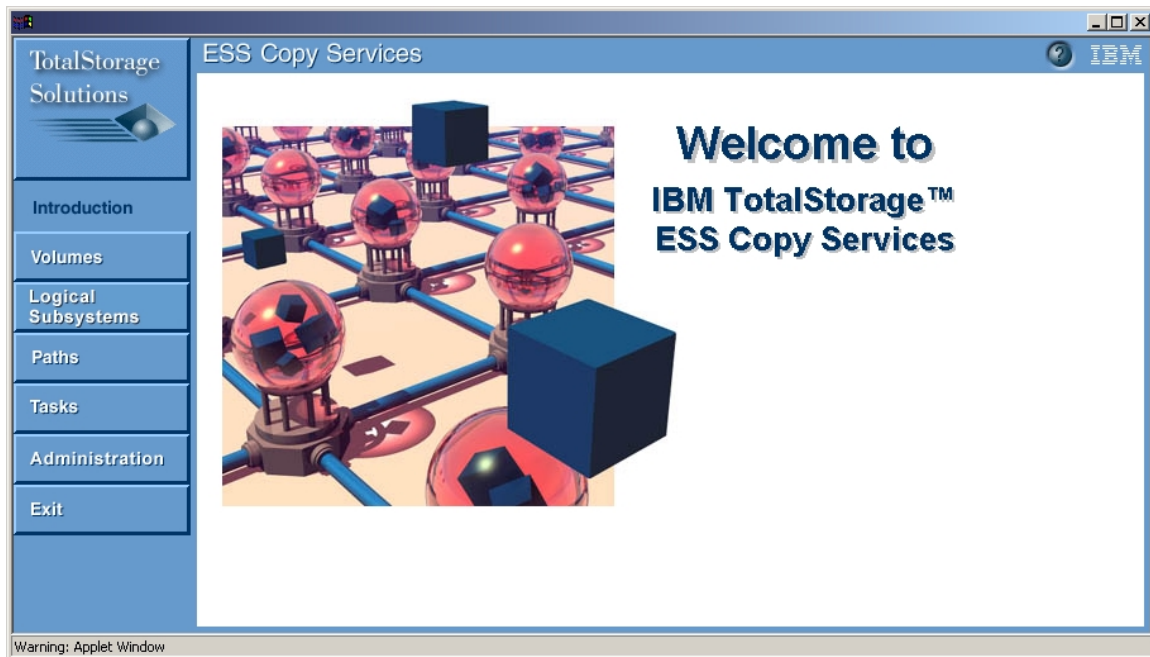 TotalStorage
Solutions
ESS Copy Services
?
IBM
Introduction
Volumes
Logical
Subsystems
Paths
Tasks
Administration
Exit
Welcome to
IBM TotalStorage™
ESS Copy Services
Warning: Applet Window